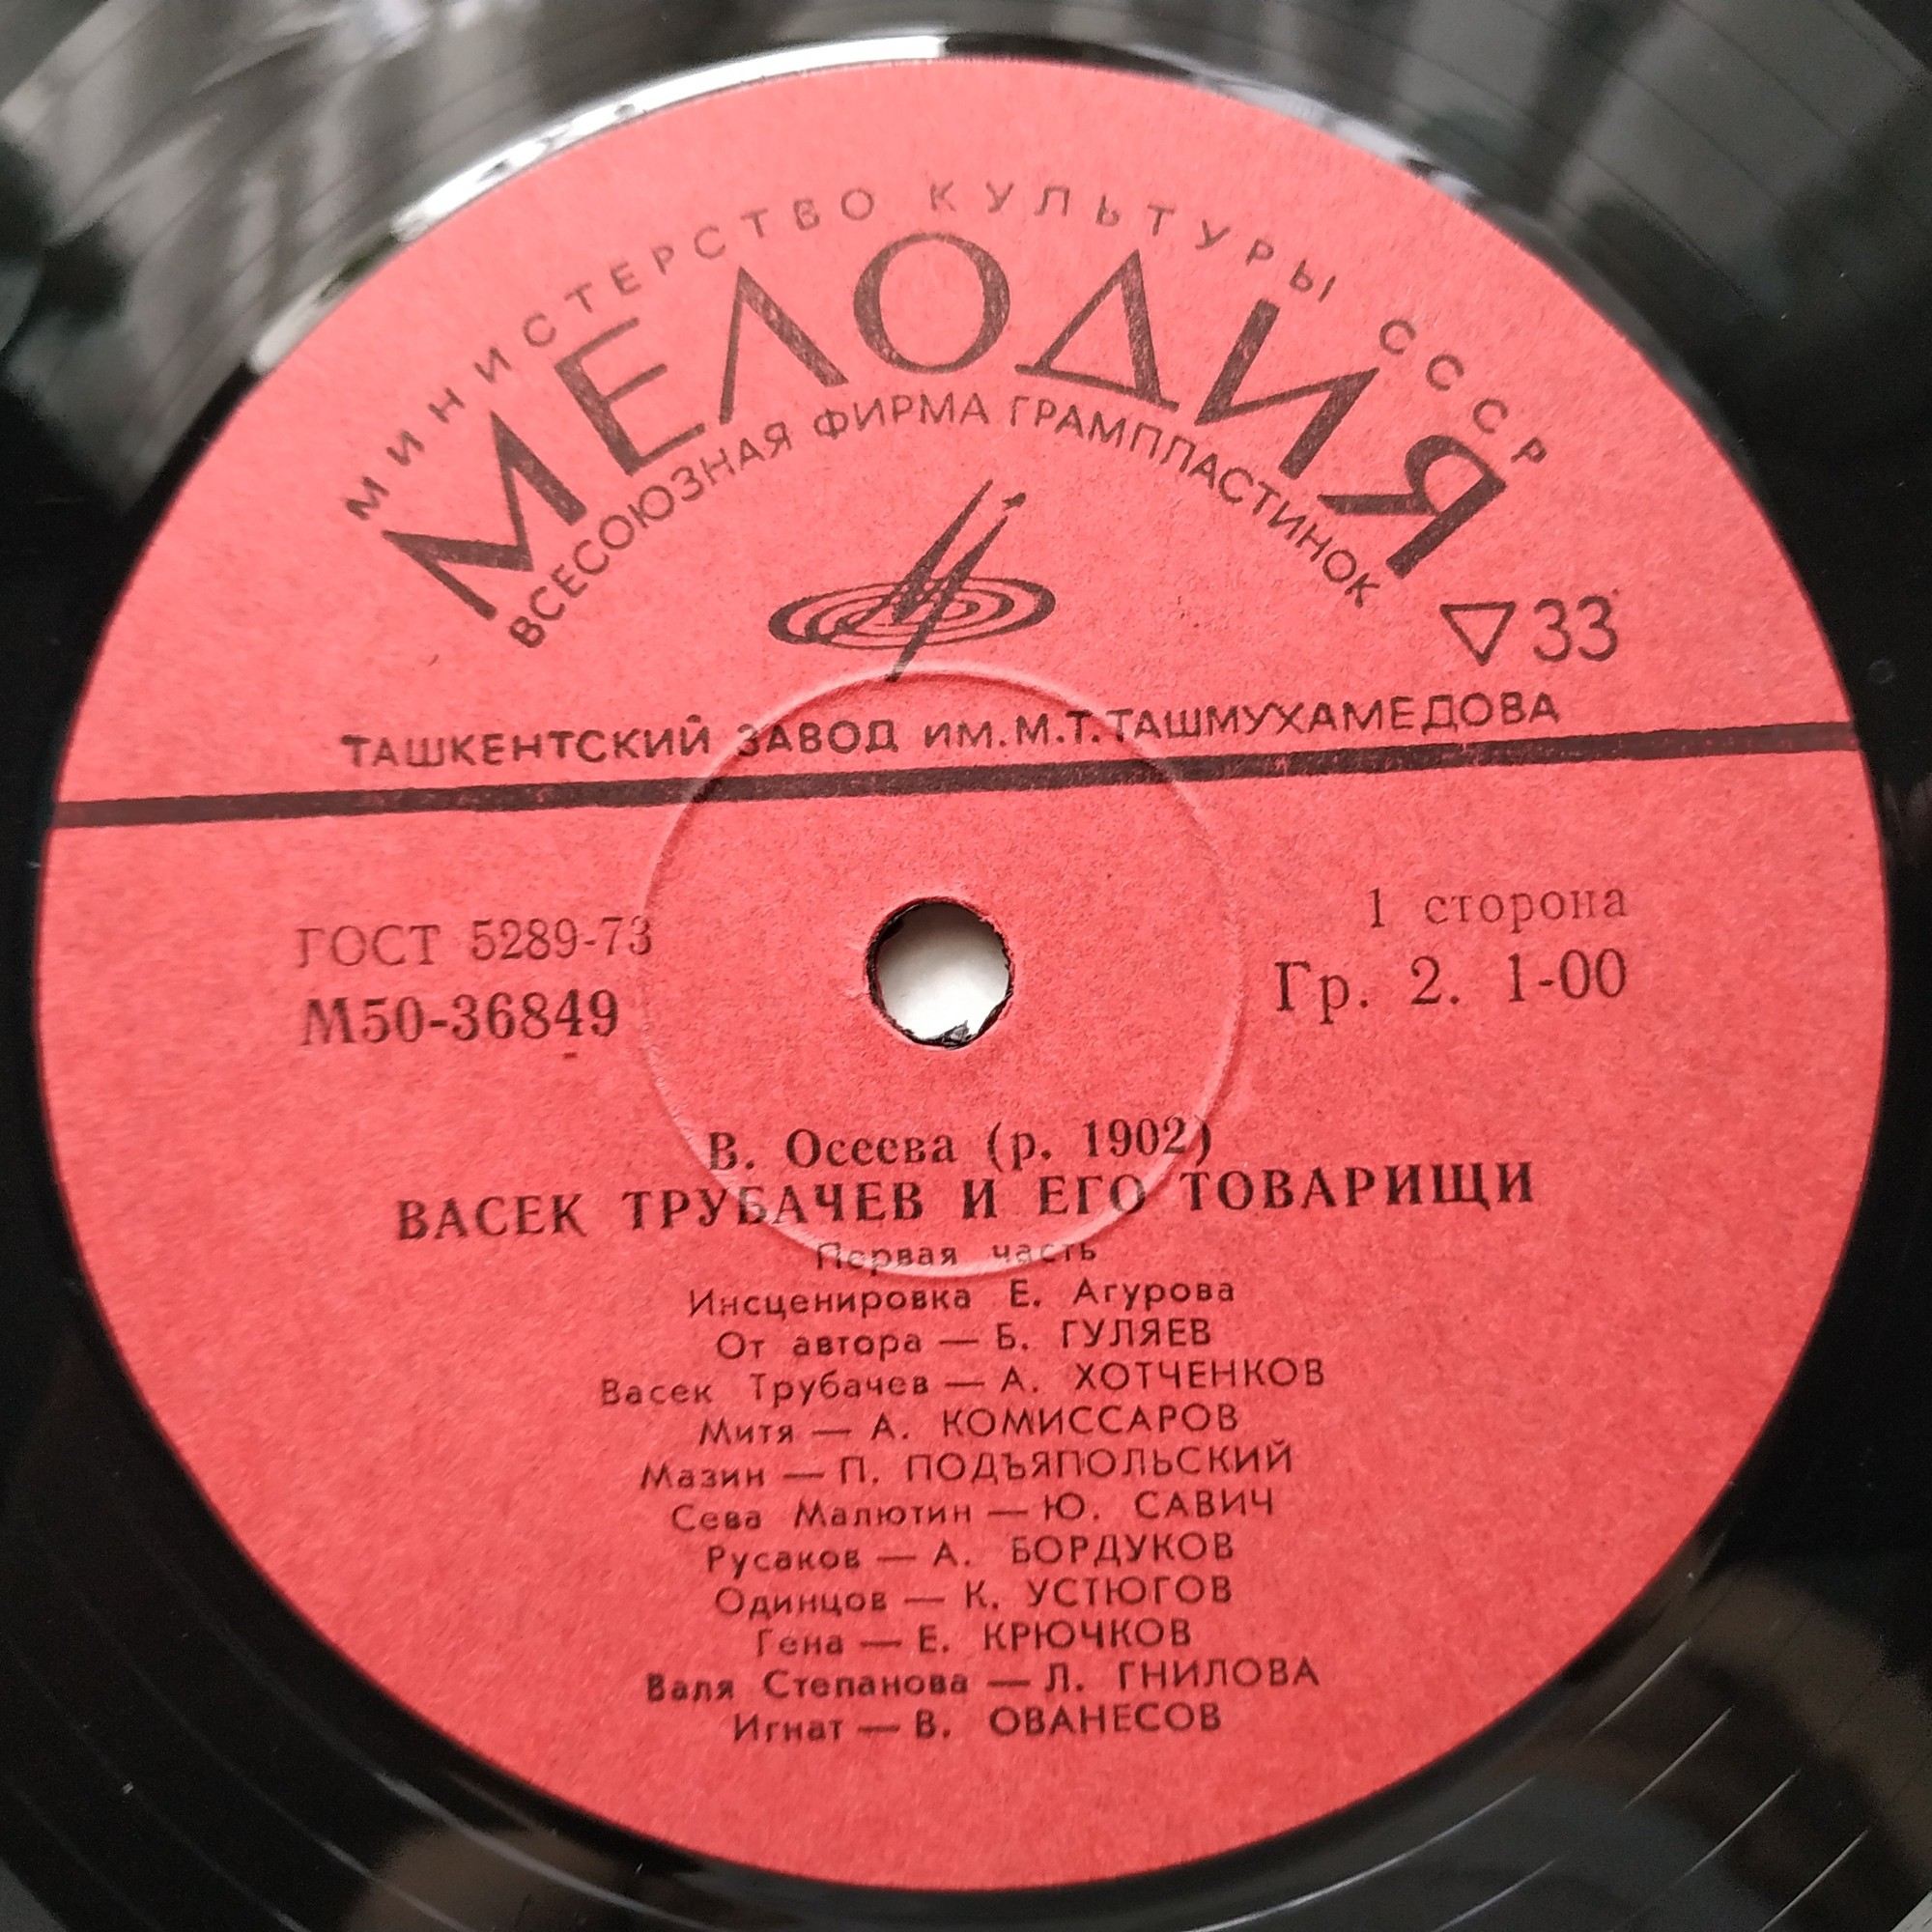 МИНИСТЕРСТВО КУЛЬТУРЫ СССР
МЕЛОДИЯ
ВСЕСОЮЗНАЯ ФИРМА ГРАМПЛАСТИНОК
▽33
ТАШКЕНТСКИЙ ЗАВОД ИМ.М.Т.ТАШМУХАМЕДОВА
ГОСТ 5289-73
М50-36849
1 сторона
Гр. 2. 1-00
В. Осеева (р. 1902)
ВАСЕК ТРУБАЧЕВ И ЕГО ТОВАРИЩИ
Первая часть
Инсценировка Е. Агурова
От автора — Б. ГУЛЯЕВ
Васек Трубачев — А. ХОТЧЕНКОВ
Митя — А. КОМИССАРОВ
Мазин — П. ПОДЪЯПОЛЬСКИЙ
Сева Малютин — Ю. САВИЧ
Русаков — А. БОРДУКОВ
Одинцов — К. УСТЮГОВ
Гена — Е. КРЮЧКОВ
Валя Степанова — Л. ГНИЛОВА
Игнат — В. ОВАНЕСОВ